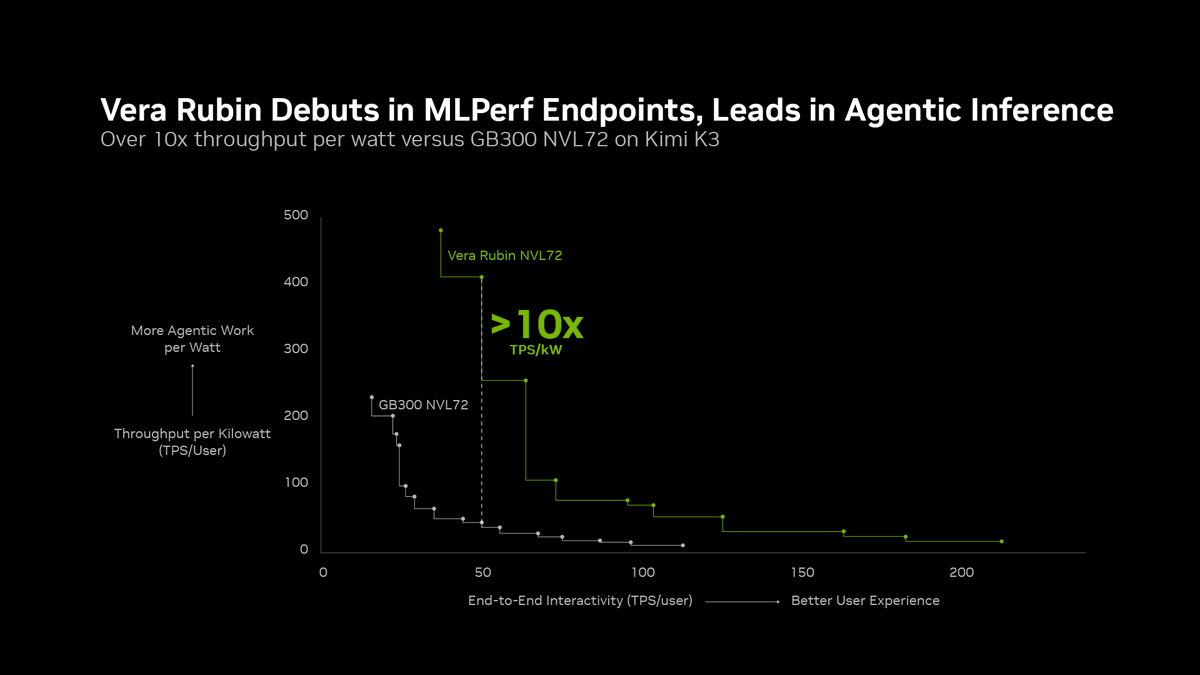 Vera Rubin Debuts in MLPerf Endpoints, Leads in Agentic Inference
Over 10x throughput per watt versus GB300 NVL72 on Kimi K3
500
400
300
200
100
0
More Agentic Work
per Watt
Throughput per Kilowatt
(TPS/User)
Vera Rubin NVL72
>10x
TPS/kW
GB300 NVL72
0
50
100
150
200
End-to-End Interactivity (TPS/user)
Better User Experience